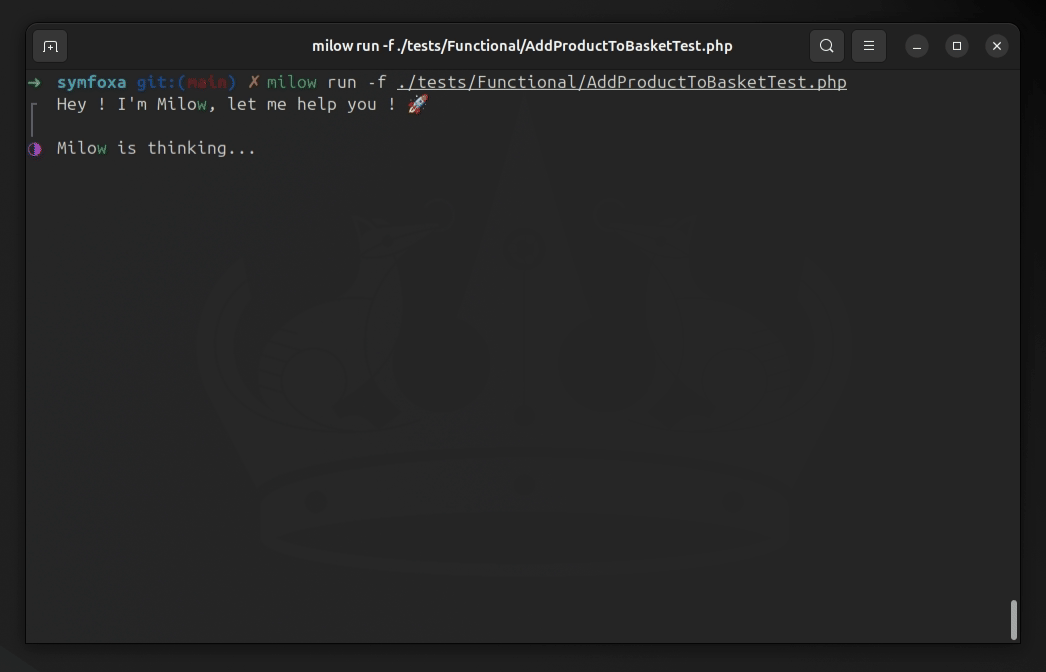 milow run -f ./tests/Functional/AddProductToBasketTest.php
→ symfoxa git:(main) ✗ milow run -f ./tests/Functional/AddProductToBasketTest.php
Hey ! I'm Milow, let me help you ! 🚀
Milow is thinking...